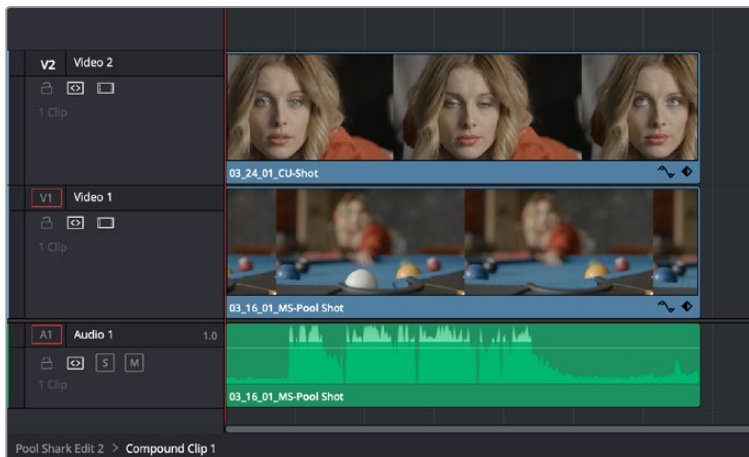 V2 Video 2
1 Clip
03_24_01_CU-Shot
V1 Video 1
1 Clip
03_16_01_MS-Pool Shot
A1 Audio 1 1.0
S M
1 Clip
03_16_01_MS-Pool Shot
Pool Shark Edit 2 > Compound Clip 1